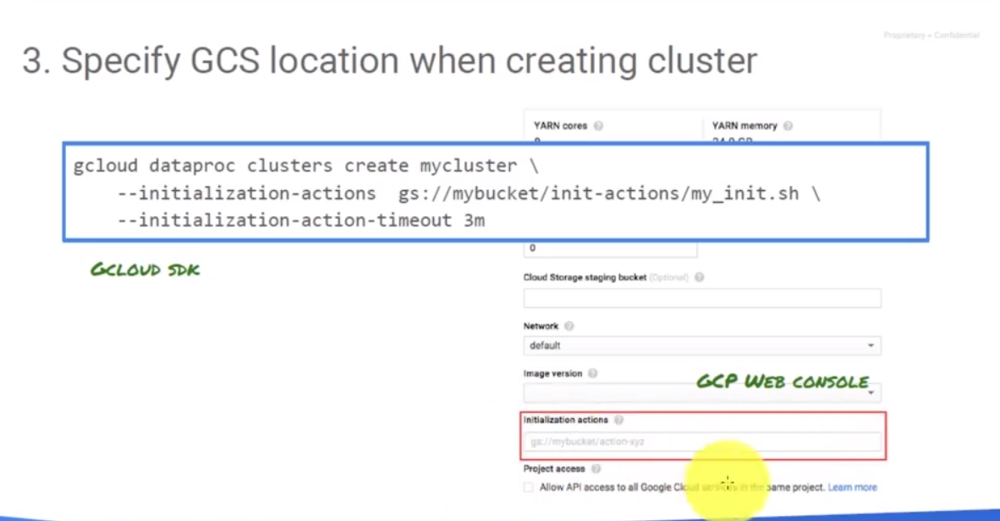 Proprietary + Confidential
3. Specify GCS location when creating cluster
YARN cores
YARN memory
gcloud dataproc clusters create mycluster \
--initialization-actions gs://mybucket/init-actions/my_init.sh \
--initialization-action-timeout 3m
0
GCLOUD SDK
Cloud Storage staging bucket (Optional)
Network
default
Image version
GCP WEB CONSOLE
Initialization actions
gs://mybucket/action-xyz
Project access
Allow API access to all Google Cloud services in the same project. Learn more